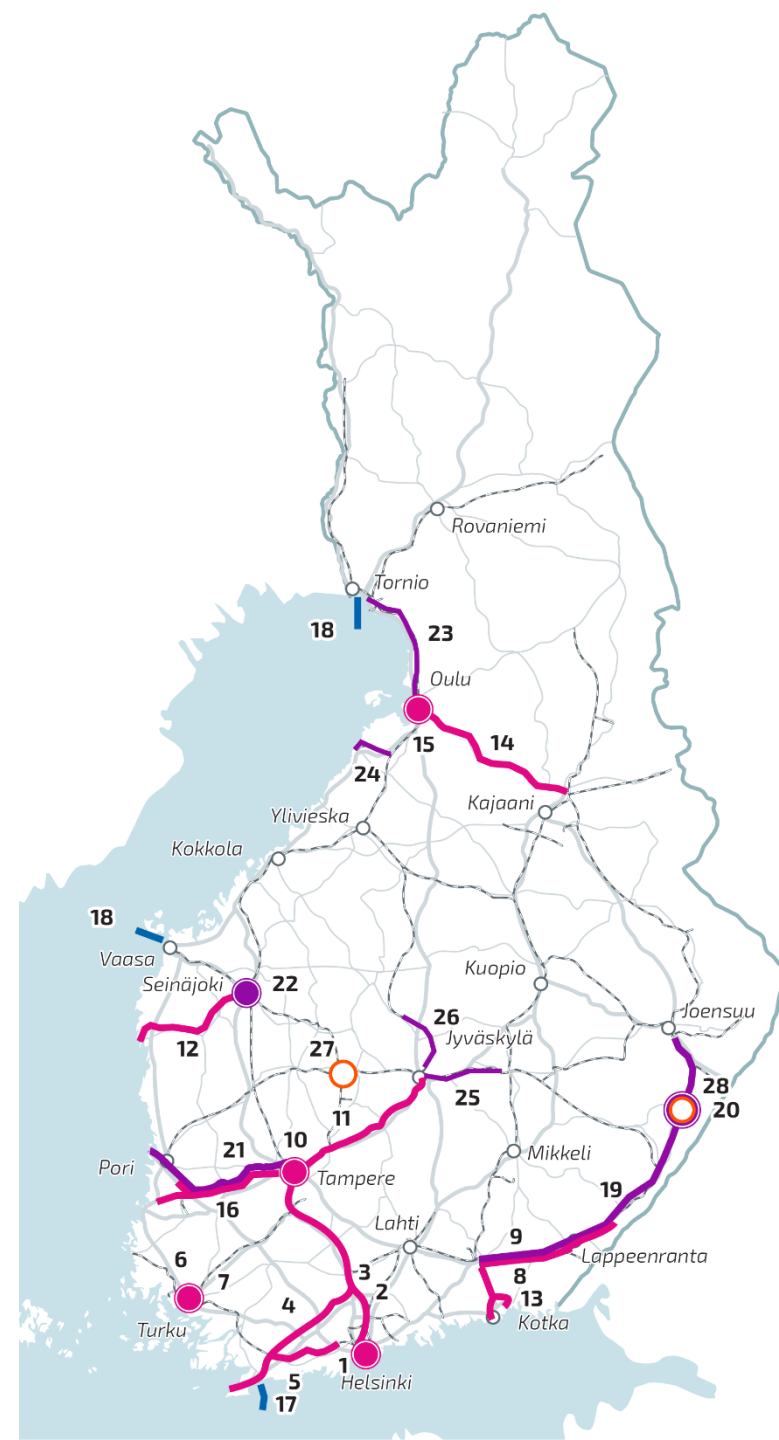 Rovaniemi
Tornio
18
23
Oulu
15
14
24
Kajaani
Ylivieska
Kokkola
18
Vaasa
Kuopio
Seinäjoki
22
Joensuu
26
Jyväskylä
12
27
28
25
20
11
10
21
Mikkeli
Pori
Tampere
19
16
Lahti
9
Lappeenranta
6
3
8
7
2
13
4
Kotka
Turku
1
5
Helsinki
17